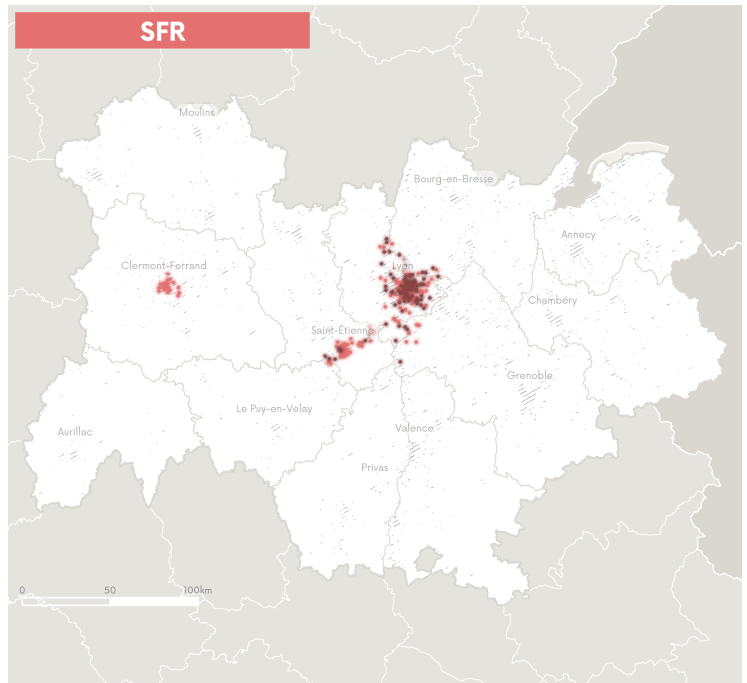 SFR
Moulins
Bourg-en-Bresse
Annecy
Clermont-Ferrand
Lyon
Chambéry
Saint-Étienne
Grenoble
Le Puy-en-Velay
Aurillac
Valence
Privas
0 50 100km